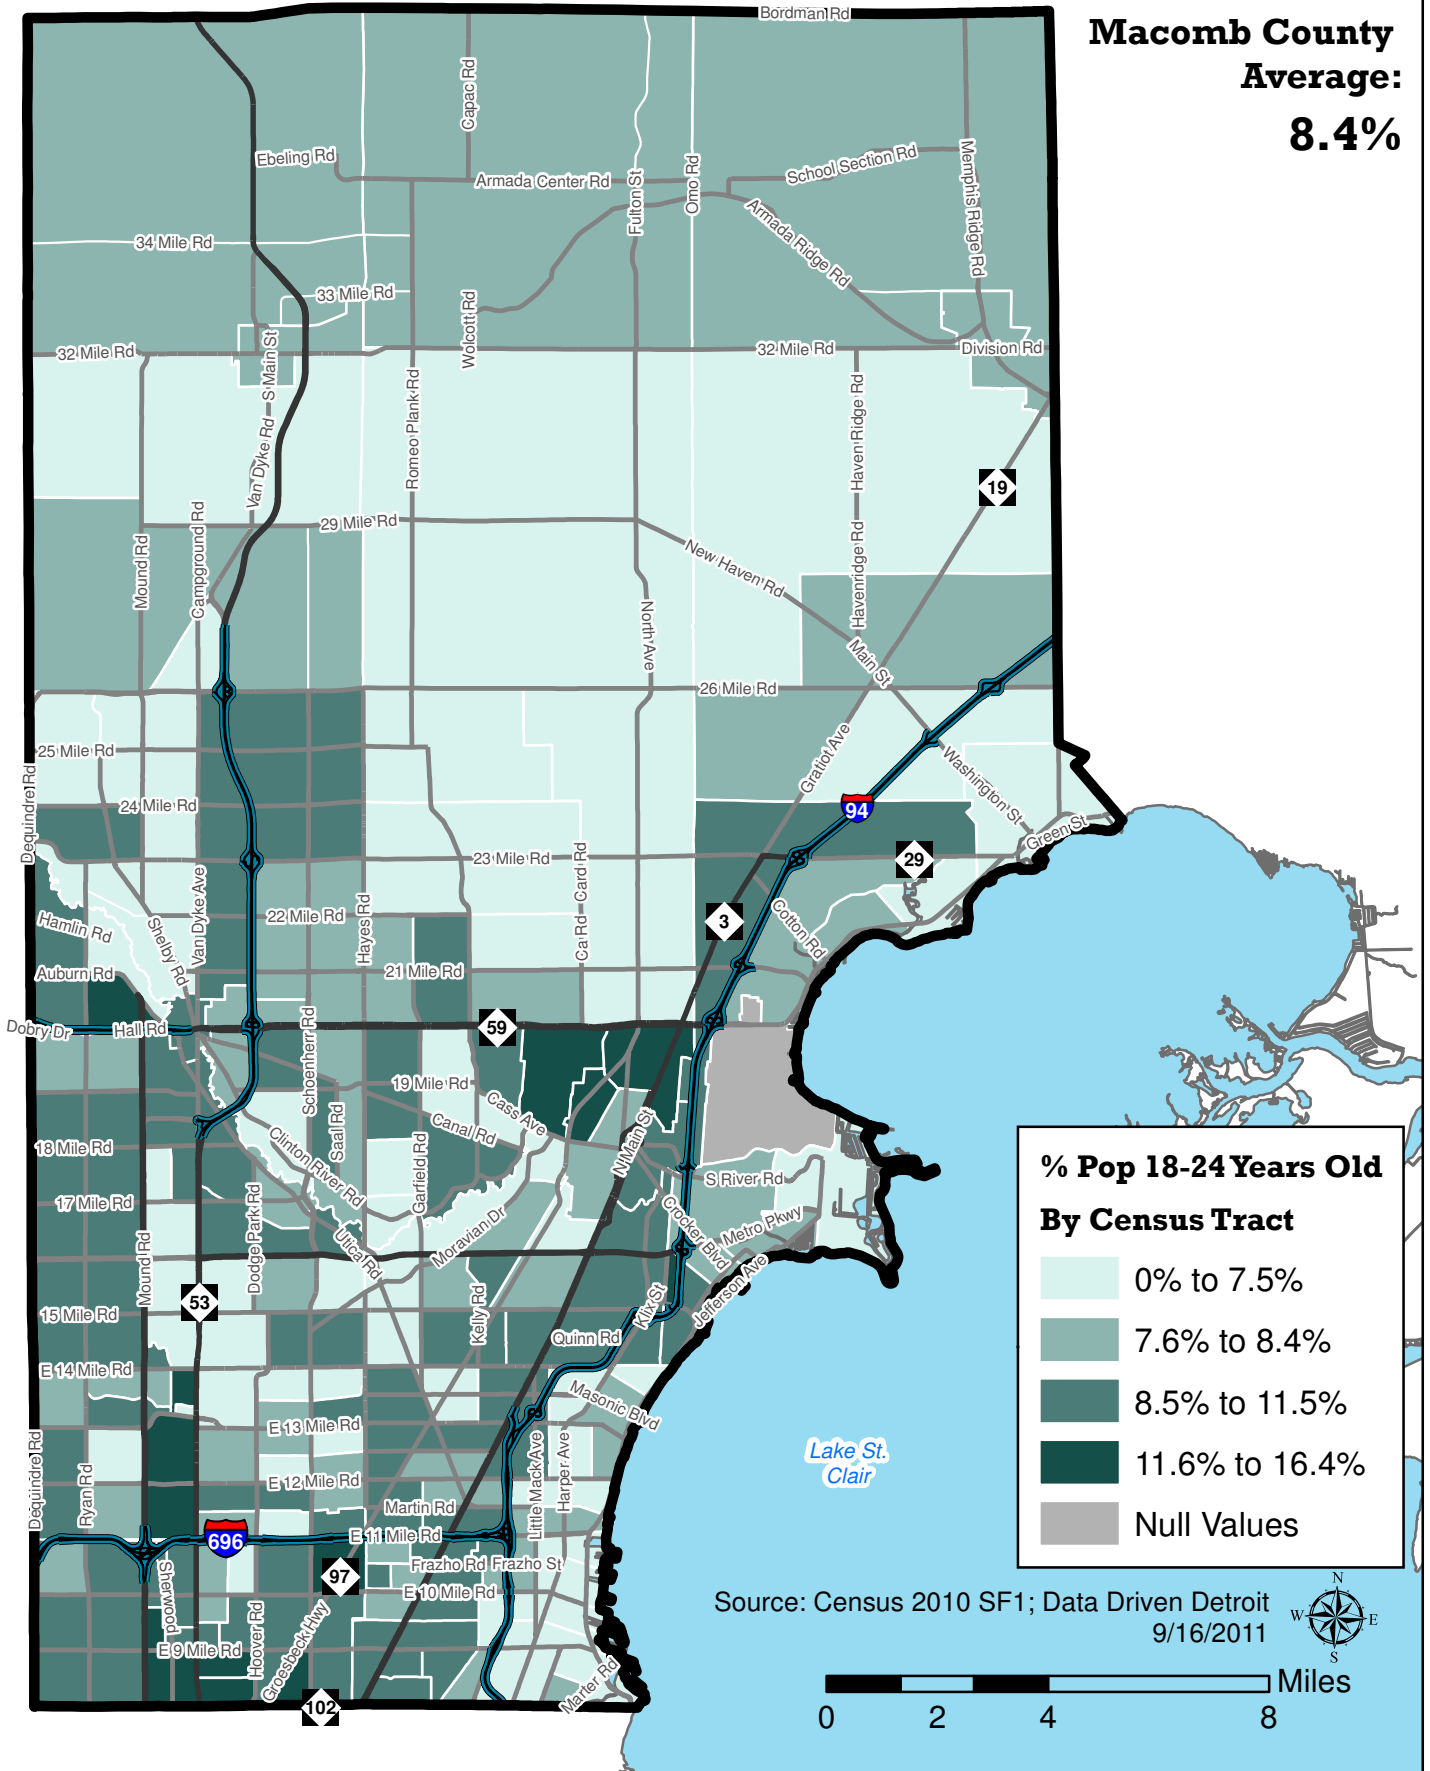 Bordman Rd
Macomb County
Average:
8.4%
Capac Rd
Ebeling Rd
Armada Center Rd
Fulton St
Omo Rd
School Section Rd
Memphis Ridge Rd
Armada Ridge Rd
34 Mile Rd
33 Mile Rd
Wolcott Rd
32 Mile Rd
S Main St
32 Mile Rd
Division Rd
Romeo Plank Rd
Haven Ridge Rd
Van Dyke Rd
19
Campground Rd
29 Mile Rd
Mound Rd
New Haven Rd
Havenridge Rd
North Ave
Main St
26 Mile Rd
25 Mile Rd
Gratiot Ave
Washington St
Dequindre Rd
24 Mile Rd
94
Green St
23 Mile Rd
29
Card Rd
Van Dyke Ave
Hayes Rd
22 Mile Rd
Hamlin Rd
Shelby Rd
Ca Rd
3
Cotton Rd
Auburn Rd
21 Mile Rd
Dobry Dr
Hall Rd
59
Schoenherr Rd
19 Mile Rd
Cass Ave
Saal Rd
Canal Rd
N Main St
18 Mile Rd
Clinton River Rd
Garfield Rd
S River Rd
17 Mile Rd
Dodge Park Rd
Utica Rd
Moravian Dr
Crocker Blvd
Metro Pkwy
Mound Rd
53
Kelly Rd
Klix St
Jefferson Ave
15 Mile Rd
Quinn Rd
E 14 Mile Rd
Masonic Blvd
E 13 Mile Rd
Dequindre Rd
Ryan Rd
E 12 Mile Rd
Little Mack Ave
Harper Ave
Martin Rd
E 11 Mile Rd
696
Frazho Rd
Frazho St
97
E 10 Mile Rd
Sherwood
E 9 Mile Rd
Hoover Rd
Groesbeck Hwy
Marter Rd
102
Lake St.
Clair
% Pop 18-24 Years Old
By Census Tract
0% to 7.5%
7.6% to 8.4%
8.5% to 11.5%
11.6% to 16.4%
Null Values
Source: Census 2010 SF1; Data Driven Detroit
9/16/2011
N
W
E
S
Miles
0 2 4 8